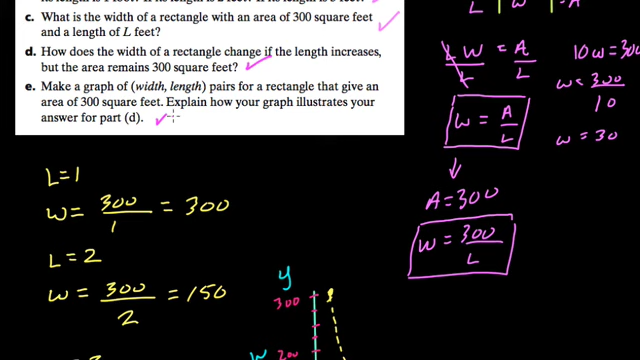 c. What is the width of a rectangle with an area of 300 square feet
and a length of L feet?
d. How does the width of a rectangle change if the length increases,
but the area remains 300 square feet?
e. Make a graph of (width, length) pairs for a rectangle that give an
area of 300 square feet. Explain how your graph illustrates your
answer for part (d).
L=1
W = 300/1 = 300
L=2
W = 300/2 = 150
y
300
W 200
L W = A
LW/L = A/L
W = A/L
A=300
W = 300/L
10W=300
W = 300/10
W = 30